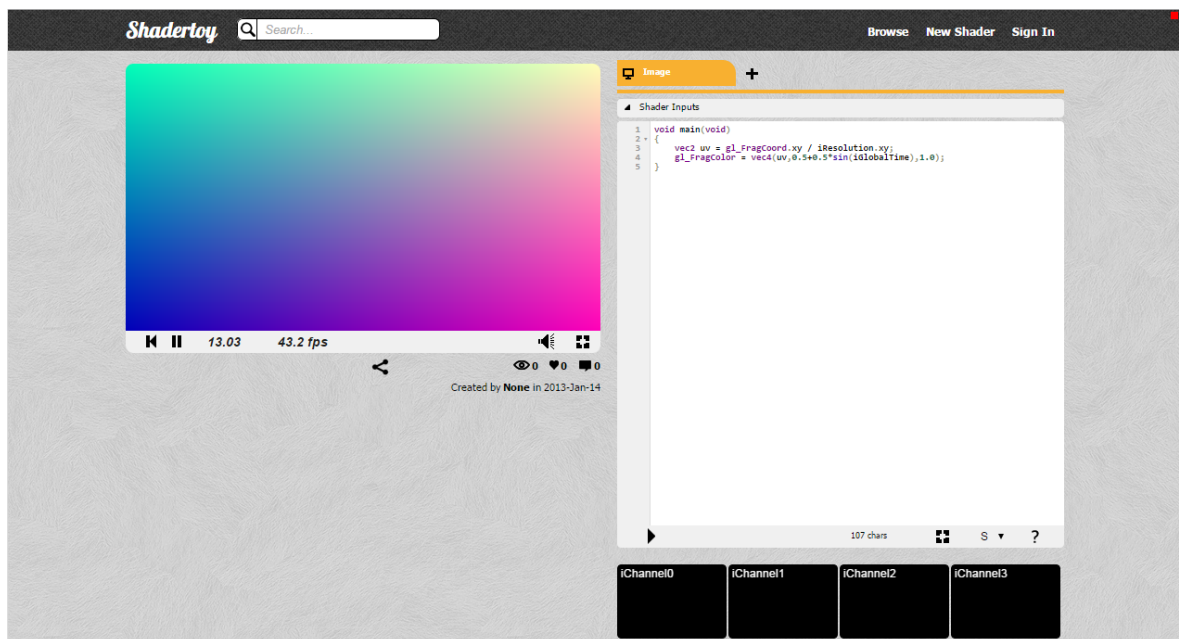 Shadertoy
Search...
Browse New Shader Sign In
Image
Shader Inputs
1 void main(void)
2 {
3 vec2 uv = gl_FragCoord.xy / iResolution.xy;
4 gl_FragColor = vec4(uv,0.5+0.5*sin(iGlobalTime),1.0);
5 }
13.03 43.2 fps
0 0 0
Created by None in 2013-Jan-14
107 chars S ?
iChannel0 iChannel1 iChannel2 iChannel3